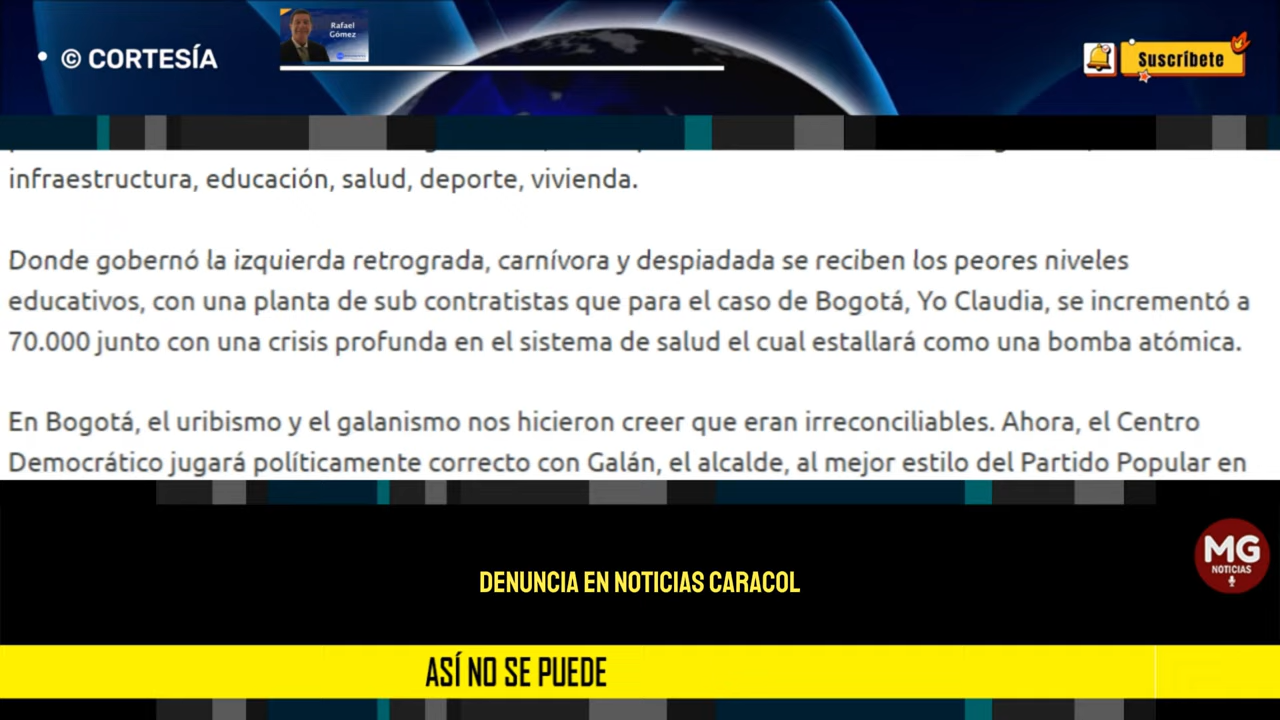 • © CORTESÍA
Rafael
Gómez
Suscríbete
infraestructura, educación, salud, deporte, vivienda.
Donde gobernó la izquierda retrograda, carnívora y despiadada se reciben los peores niveles
educativos, con una planta de sub contratistas que para el caso de Bogotá, Yo Claudia, se incrementó a
70.000 junto con una crisis profunda en el sistema de salud el cual estallará como una bomba atómica.
En Bogotá, el uribismo y el galanismo nos hicieron creer que eran irreconciliables. Ahora, el Centro
Democrático jugará políticamente correcto con Galán, el alcalde, al mejor estilo del Partido Popular en
MG
NOTICIAS
DENUNCIA EN NOTICIAS CARACOL
ASÍ NO SE PUEDE